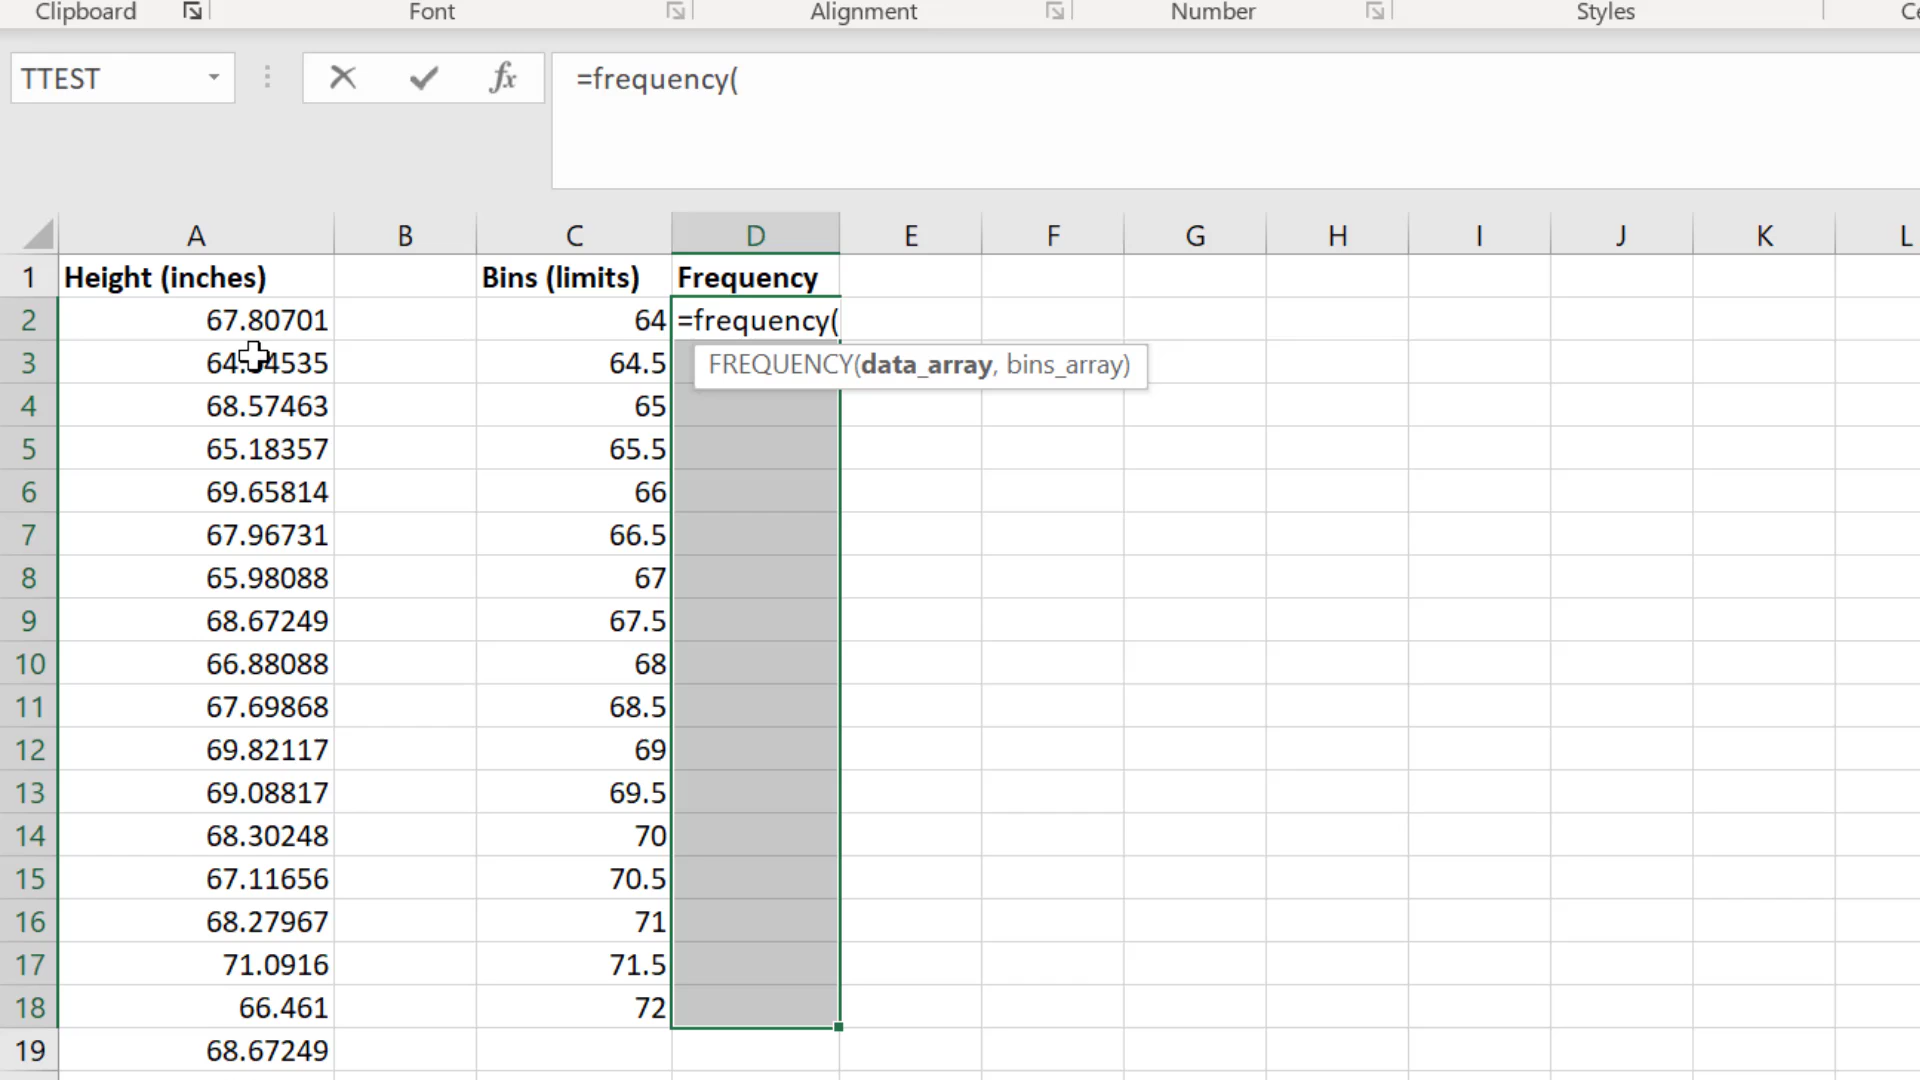 Clipboard Font Alignment Number Styles
TTEST fx =frequency(
A B C D E F G H I J K L
1 Height (inches) Bins (limits) Frequency
2 67.80701 64 =frequency(
3 4535 64.5 FREQUENCY(data_array, bins_array)
4 68.57463 65
5 65.18357 65.5
6 69.65814 66
7 67.96731 66.5
8 65.98088 67
9 68.67249 67.5
10 66.88088 68
11 67.69868 68.5
12 69.82117 69
13 69.08817 69.5
14 68.30248 70
15 67.11656 70.5
16 68.27967 71
17 71.0916 71.5
18 66.461 72
19 68.67249